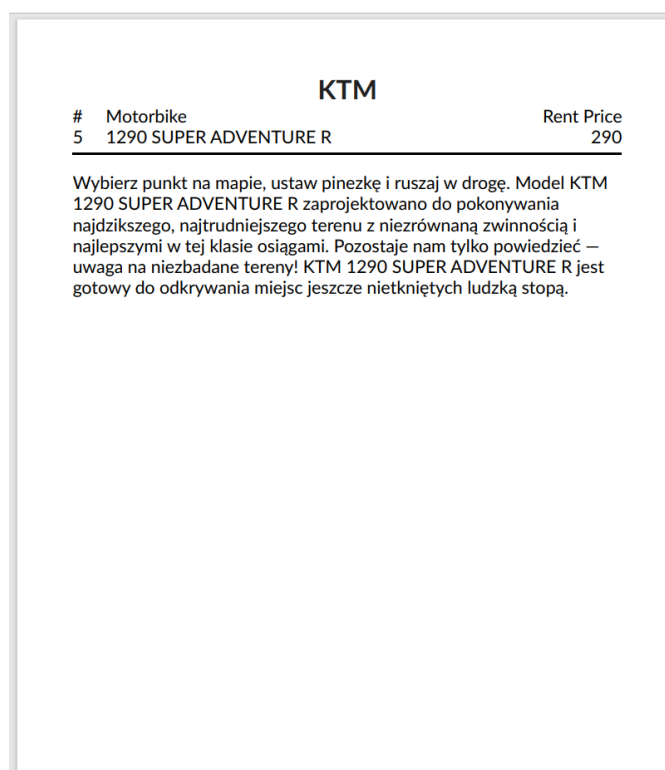 KTM
# Motorbike Rent Price
5 1290 SUPER ADVENTURE R 290
Wybierz punkt na mapie, ustaw pinezkę i ruszaj w drogę. Model KTM
1290 SUPER ADVENTURE R zaprojektowano do pokonywania
najdzikszego, najtrudniejszego terenu z niezrównaną zwinnością i
najlepszymi w tej klasie osiągami. Pozostaje nam tylko powiedzieć —
uwaga na niezbadane tereny! KTM 1290 SUPER ADVENTURE R jest
gotowy do odkrywania miejsc jeszcze nietkniętych ludzką stopą.